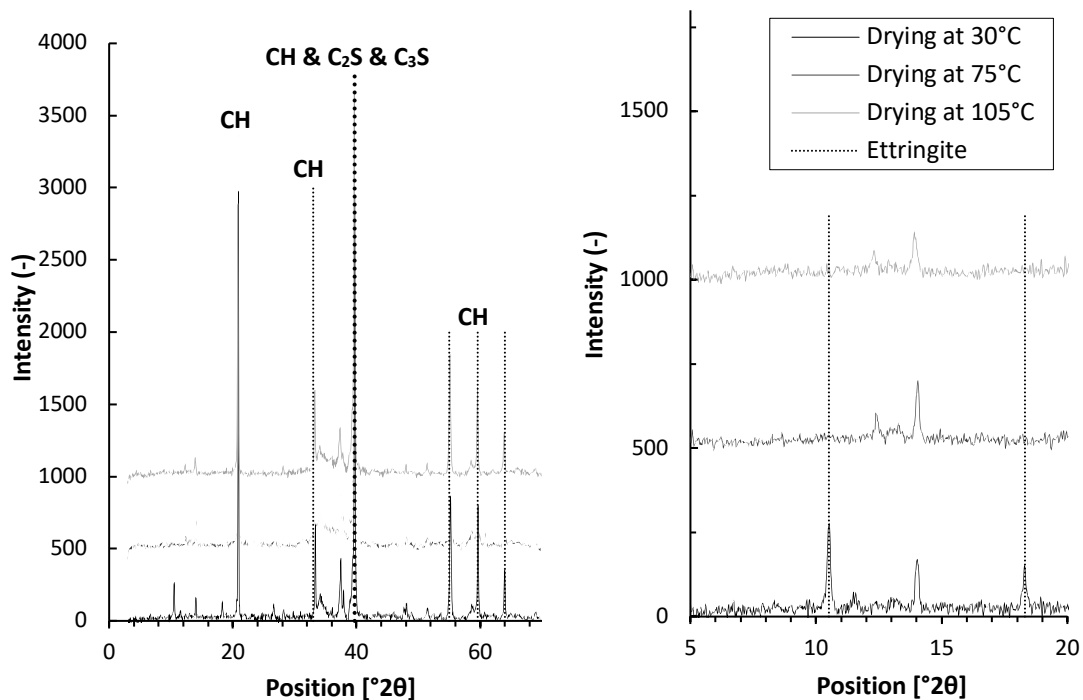 4000
3500
3000
2500
2000
1500
1000
500
0
Intensity (-)
CH & C₂S & C₃S
CH
CH
CH
0
20
40
60
Position [°2θ]
1500
1000
500
0
Intensity (-)
Drying at 30°C
Drying at 75°C
Drying at 105°C
Ettringite
5
10
15
20
Position [°2θ]